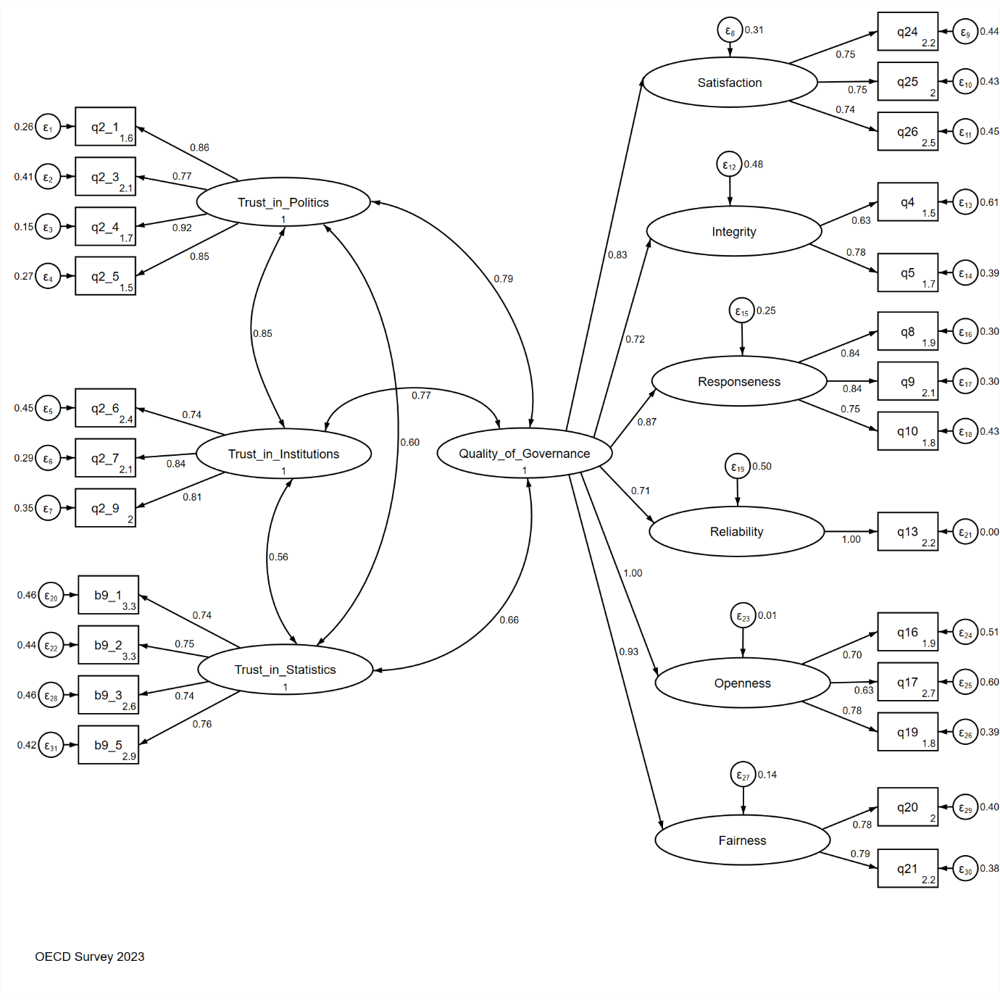 ε8 0.31
q24 2.2
ε9 0.44
0.75
Satisfaction
q25 2
ε10 0.43
0.75
0.74
q26 2.5
ε11 0.45
0.26 ε1 q2_1 1.6
0.86
0.41 ε2 q2_3 2.1
0.77
Trust_in_Politics
1
0.15 ε3 q2_4 1.7
0.92
0.27 ε4 q2_5 1.5
0.85
ε12 0.48
Integrity
q4 1.5
ε13 0.61
0.63
0.78
q5 1.7
ε14 0.39
0.83
0.79
0.72
0.85
ε15 0.25
Responseness
q8 1.9
ε16 0.30
0.84
q9 2.1
ε17 0.30
0.84
0.75
q10 1.8
ε18 0.43
0.87
0.77
0.60
0.45 ε5 q2_6 2.4
0.74
0.29 ε6 q2_7 2.1
0.84
Trust_in_Institutions
1
0.35 ε7 q2_9 2
0.81
Quality_of_Governance
1
0.71
ε19 0.50
Reliability
1.00
q13 2.2
ε21 0.00
0.56
1.00
0.66
0.93
0.46 ε20 b9_1 3.3
0.74
0.44 ε22 b9_2 3.3
0.75
Trust_in_Statistics
1
0.46 ε28 b9_3 2.6
0.74
0.42 ε31 b9_5 2.9
0.76
ε23 0.01
Openness
q16 1.9
ε24 0.51
0.70
q17 2.7
ε25 0.60
0.63
0.78
q19 1.8
ε26 0.39
ε27 0.14
Fairness
q20 2
ε29 0.40
0.78
0.79
q21 2.2
ε30 0.38
OECD Survey 2023